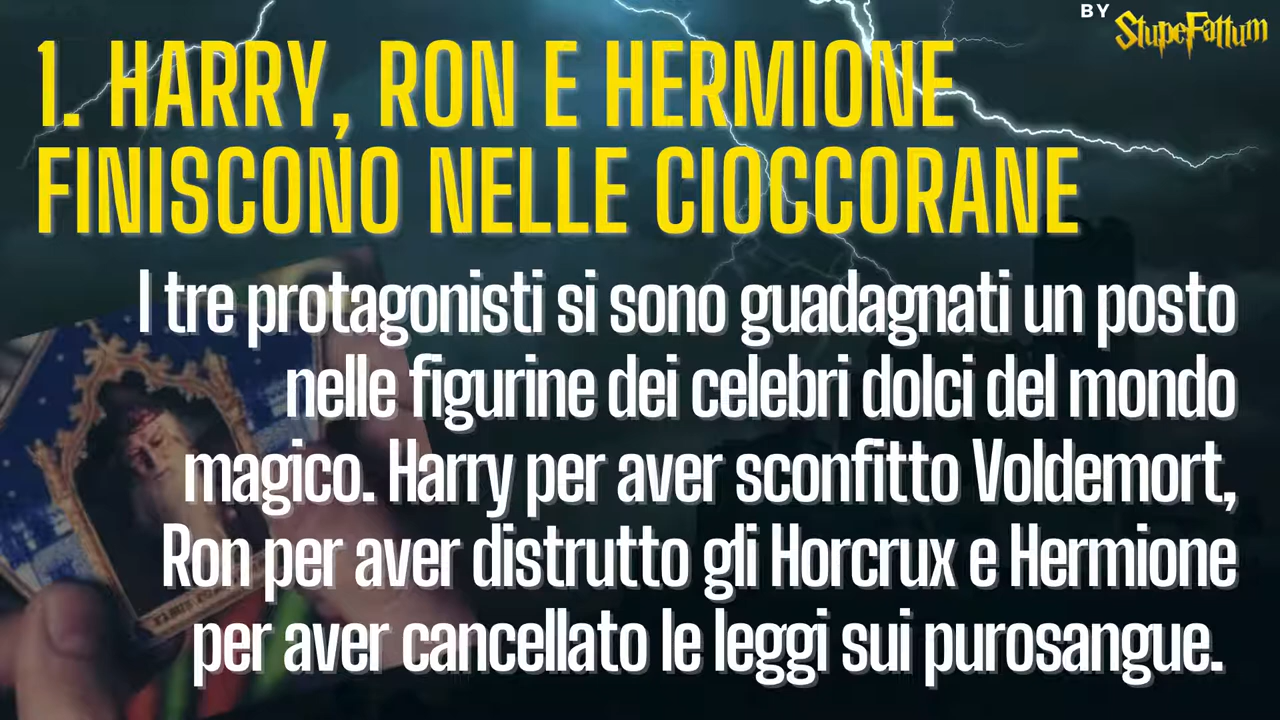 BY StupeFattum
1. HARRY, RON E HERMIONE
FINISCONO NELLE CIOCCORANE
I tre protagonisti si sono guadagnati un posto
nelle figurine dei celebri dolci del mondo
magico. Harry per aver sconfitto Voldemort,
Ron per aver distrutto gli Horcrux e Hermione
per aver cancellato le leggi sui purosangue.